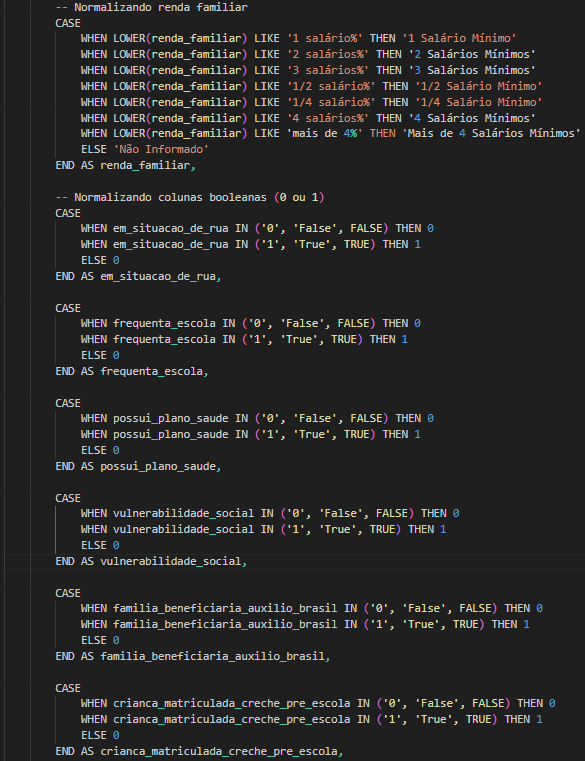 -- Normalizando renda familiar
CASE
WHEN LOWER(renda_familiar) LIKE '1 salário%' THEN '1 Salário Mínimo'
WHEN LOWER(renda_familiar) LIKE '2 salários%' THEN '2 Salários Mínimos'
WHEN LOWER(renda_familiar) LIKE '3 salários%' THEN '3 Salários Mínimos'
WHEN LOWER(renda_familiar) LIKE '1/2 salário%' THEN '1/2 Salário Mínimo'
WHEN LOWER(renda_familiar) LIKE '1/4 salário%' THEN '1/4 Salário Mínimo'
WHEN LOWER(renda_familiar) LIKE '4 salários%' THEN '4 Salários Mínimos'
WHEN LOWER(renda_familiar) LIKE 'mais de 4%' THEN 'Mais de 4 Salários Mínimos'
ELSE 'Não Informado'
END AS renda_familiar,
-- Normalizando colunas booleanas (0 ou 1)
CASE
WHEN em_situacao_de_rua IN ('0', 'False', FALSE) THEN 0
WHEN em_situacao_de_rua IN ('1', 'True', TRUE) THEN 1
ELSE 0
END AS em_situacao_de_rua,
CASE
WHEN frequenta_escola IN ('0', 'False', FALSE) THEN 0
WHEN frequenta_escola IN ('1', 'True', TRUE) THEN 1
ELSE 0
END AS frequenta_escola,
CASE
WHEN possui_plano_saude IN ('0', 'False', FALSE) THEN 0
WHEN possui_plano_saude IN ('1', 'True', TRUE) THEN 1
ELSE 0
END AS possui_plano_saude,
CASE
WHEN vulnerabilidade_social IN ('0', 'False', FALSE) THEN 0
WHEN vulnerabilidade_social IN ('1', 'True', TRUE) THEN 1
ELSE 0
END AS vulnerabilidade_social,
CASE
WHEN familia_beneficiaria_auxilio_brasil IN ('0', 'False', FALSE) THEN 0
WHEN familia_beneficiaria_auxilio_brasil IN ('1', 'True', TRUE) THEN 1
ELSE 0
END AS familia_beneficiaria_auxilio_brasil,
CASE
WHEN crianca_matriculada_creche_pre_escola IN ('0', 'False', FALSE) THEN 0
WHEN crianca_matriculada_creche_pre_escola IN ('1', 'True', TRUE) THEN 1
ELSE 0
END AS crianca_matriculada_creche_pre_escola,